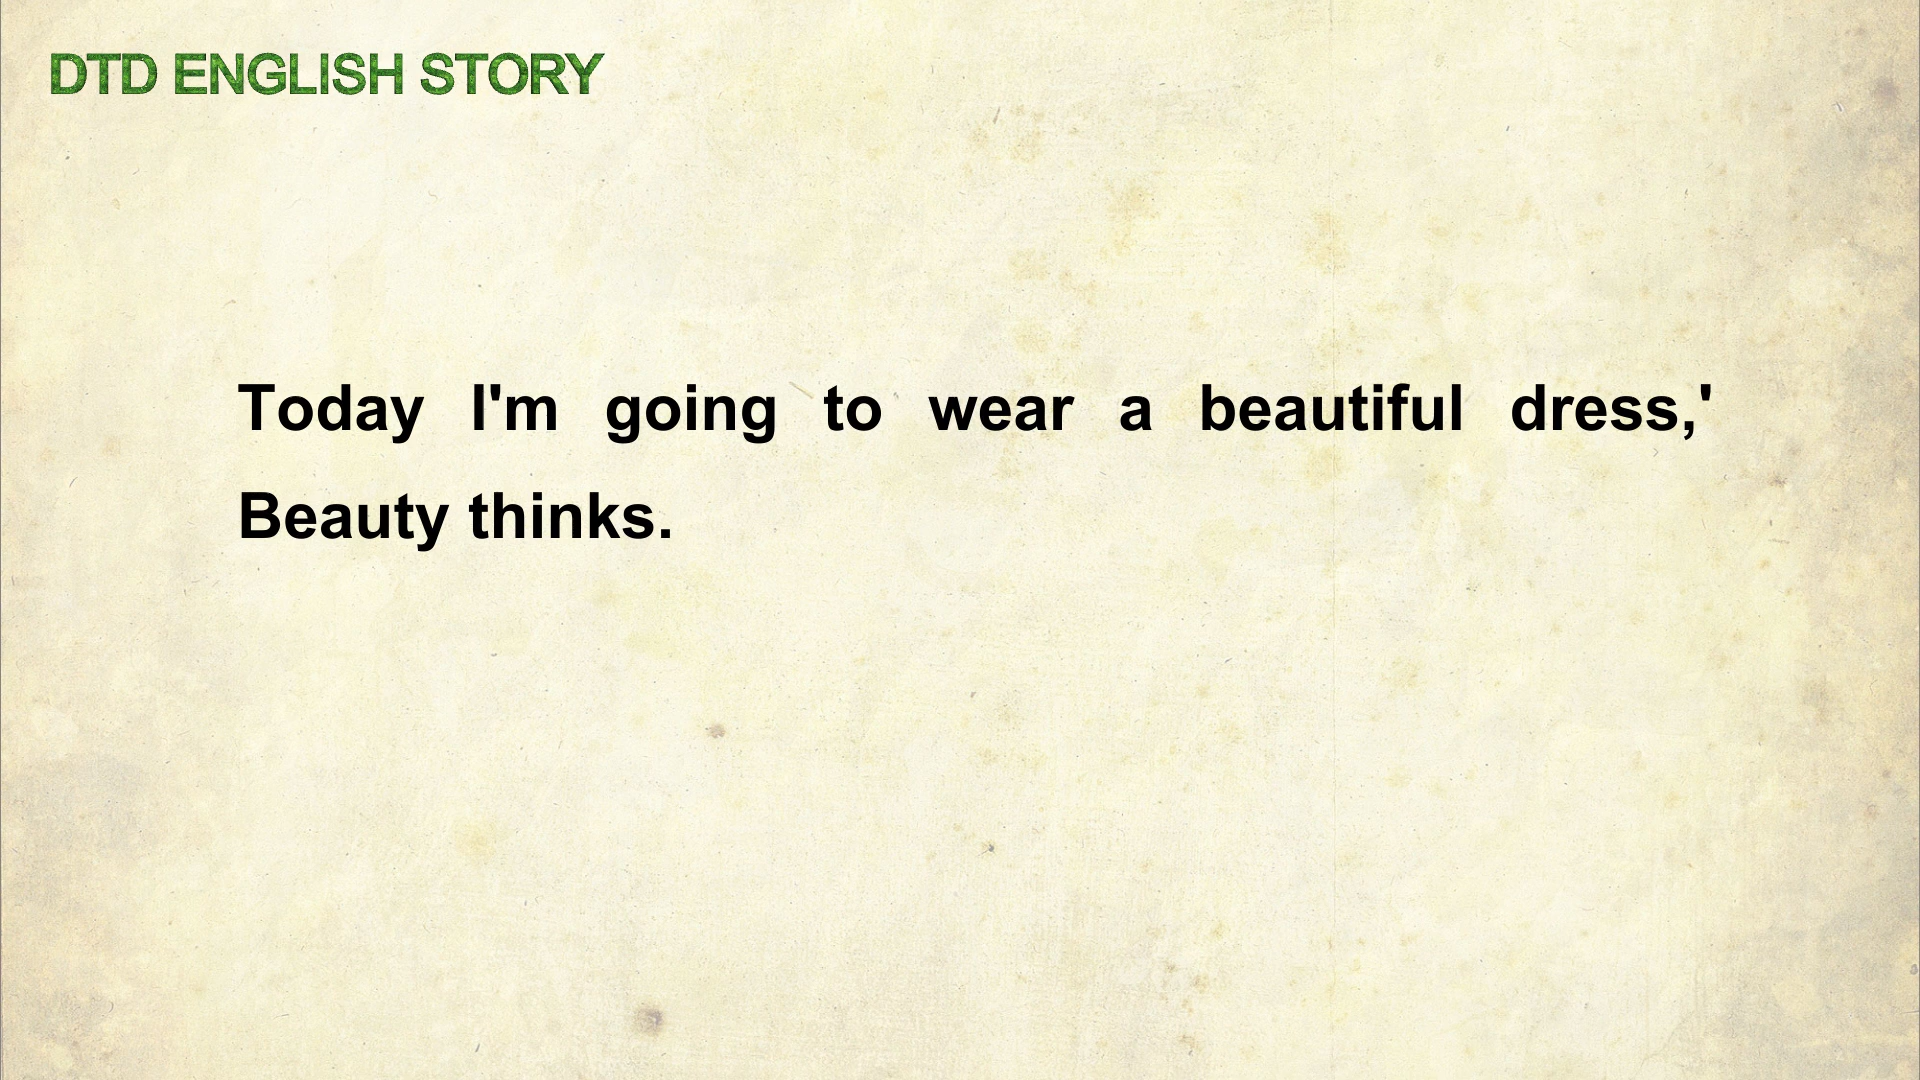 DTD ENGLISH STORY
Today I'm going to wear a beautiful dress,'
Beauty thinks.